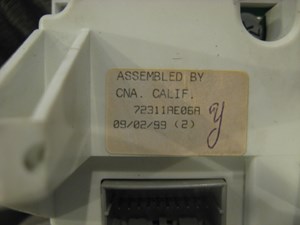 ASSEMBLED BY
CNA. CALIF.
72311AE06A
09/02/99 (2) y